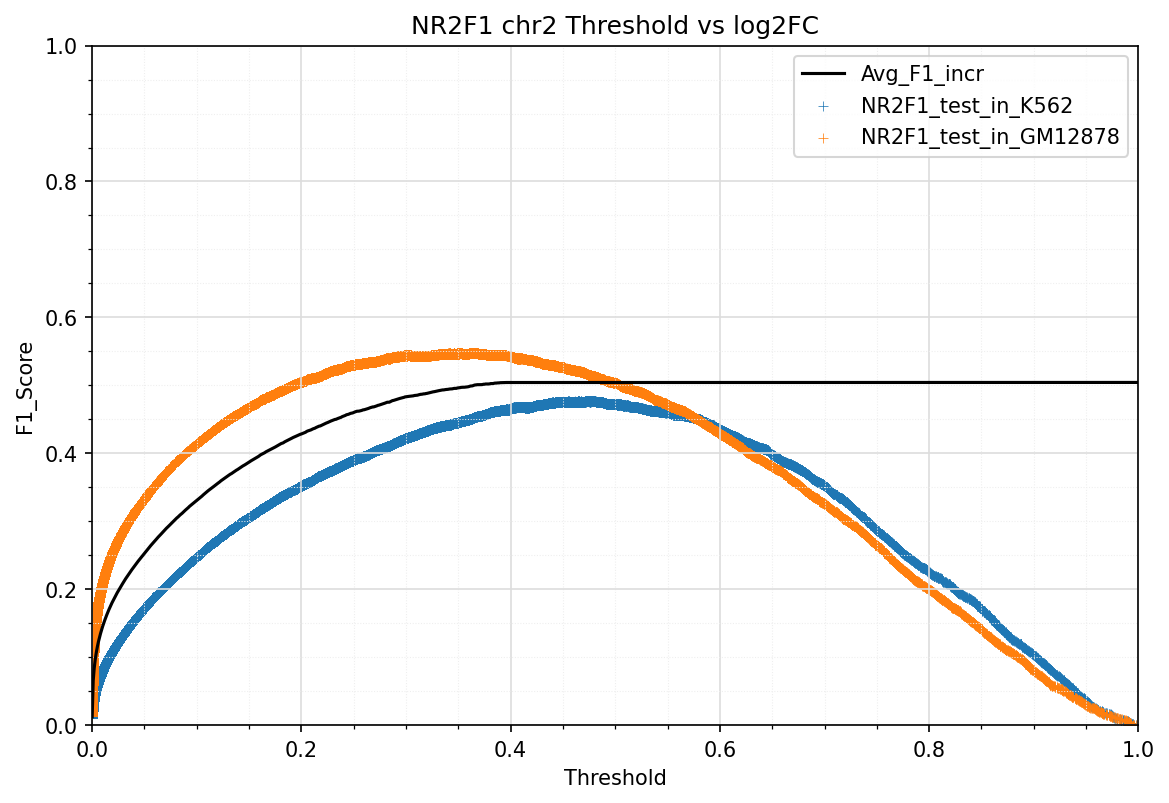 NR2F1 chr2 Threshold vs log2FC
Avg_F1_incr
NR2F1_test_in_K562
NR2F1_test_in_GM12878
F1_Score
1.0
0.8
0.6
0.4
0.2
0.0
0.0 0.2 0.4 0.6 0.8 1.0
Threshold